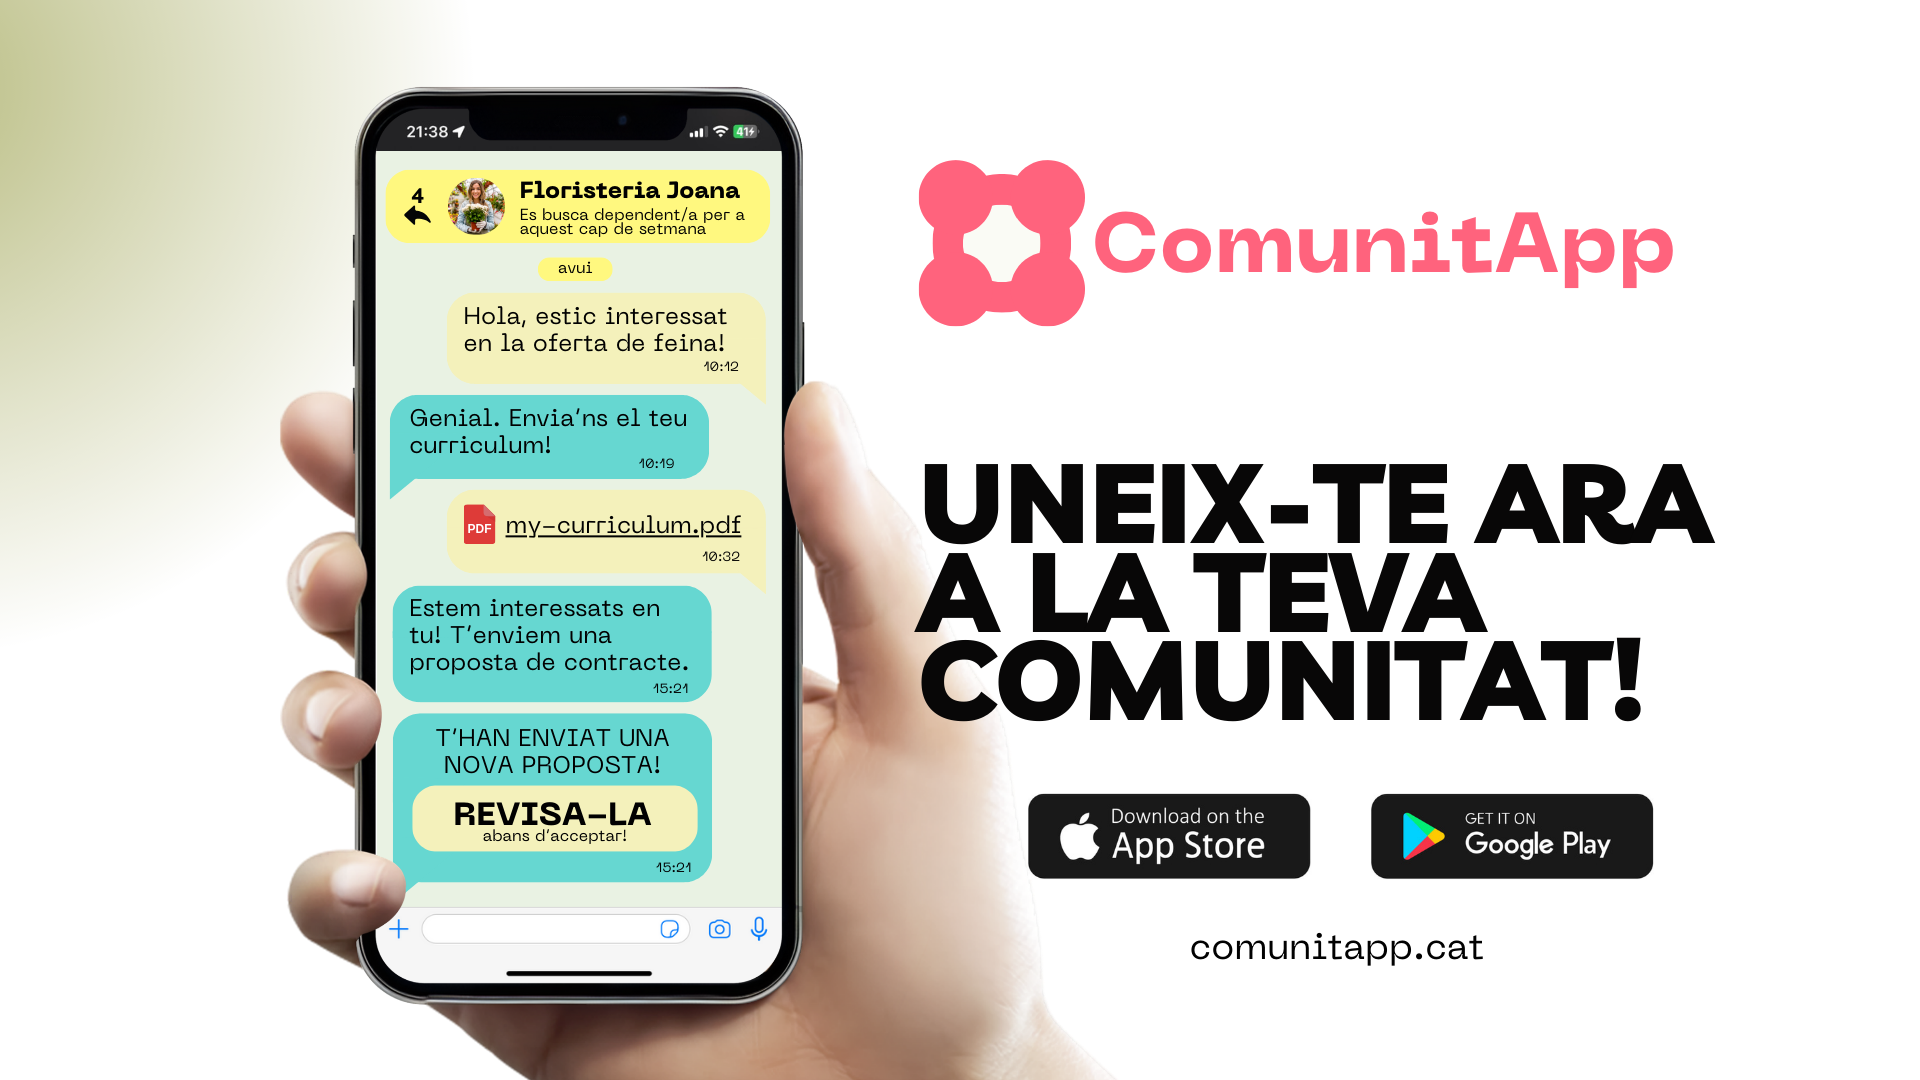 21:38
41
4
Floristeria Joana
Es busca dependent/a per a
aquest cap de setmana
avui
Hola, estic interessat
en la oferta de feina!
10:12
Genial. Envia'ns el teu
curriculum!
10:19
PDF my-curriculum.pdf
10:32
Estem interessats en
tu! T'enviem una
proposta de contracte.
15:21
T'HAN ENVIAT UNA
NOVA PROPOSTA!
REVISA-LA
abans d'acceptar!
15:21
ComunitApp
UNEIX-TE ARA
A LA TEVA
COMUNITAT!
Download on the
App Store
GET IT ON
Google Play
comunitapp.cat